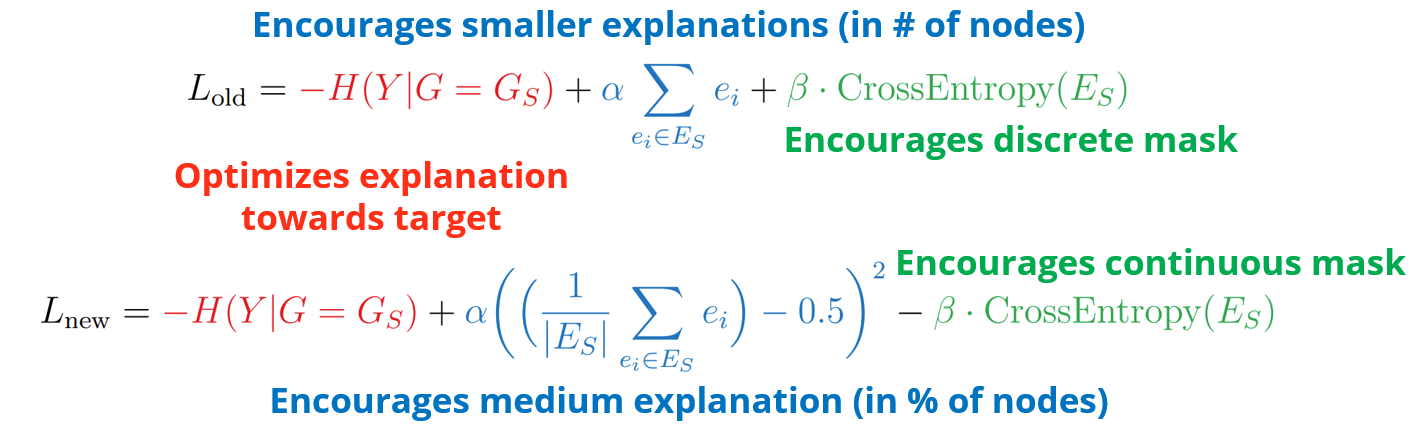 Encourages smaller explanations (in # of nodes)
L_old = −H(Y|G = G_S) + α ∑_{e_i∈E_S} e_i + β · CrossEntropy(E_S)
Encourages discrete mask
Optimizes explanation
towards target
Encourages continuous mask
L_new = −H(Y|G = G_S) + α((1/|E_S| ∑_{e_i∈E_S} e_i) − 0.5)^2 − β · CrossEntropy(E_S)
Encourages medium explanation (in % of nodes)